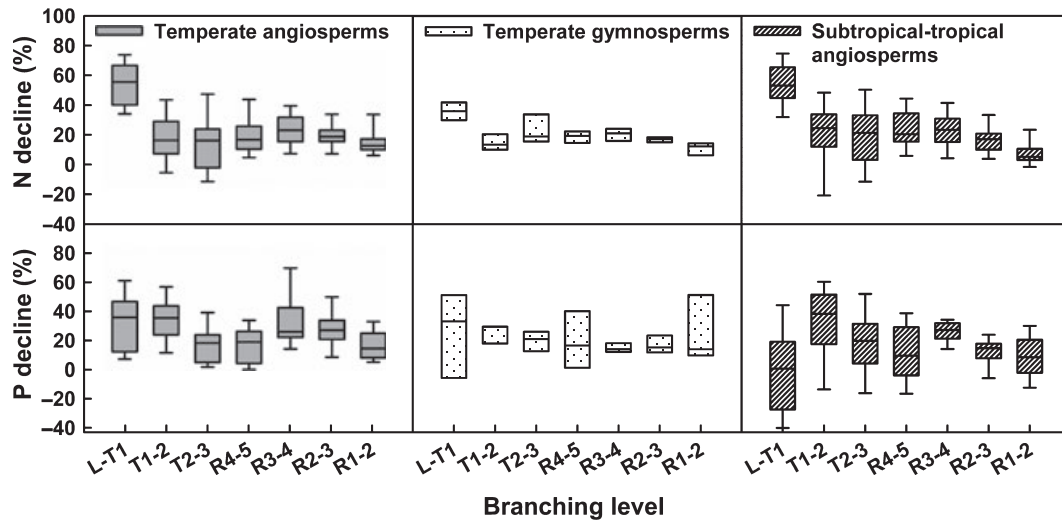 Temperate angiosperms
Temperate gymnosperms
Subtropical-tropical
angiosperms
N decline (%)
100
80
60
40
20
0
–20
–40
P decline (%)
80
60
40
20
0
–20
–40
L-T1 T1-2 T2-3 R4-5 R3-4 R2-3 R1-2
L-T1 T1-2 T2-3 R4-5 R3-4 R2-3 R1-2
L-T1 T1-2 T2-3 R4-5 R3-4 R2-3 R1-2
Branching level